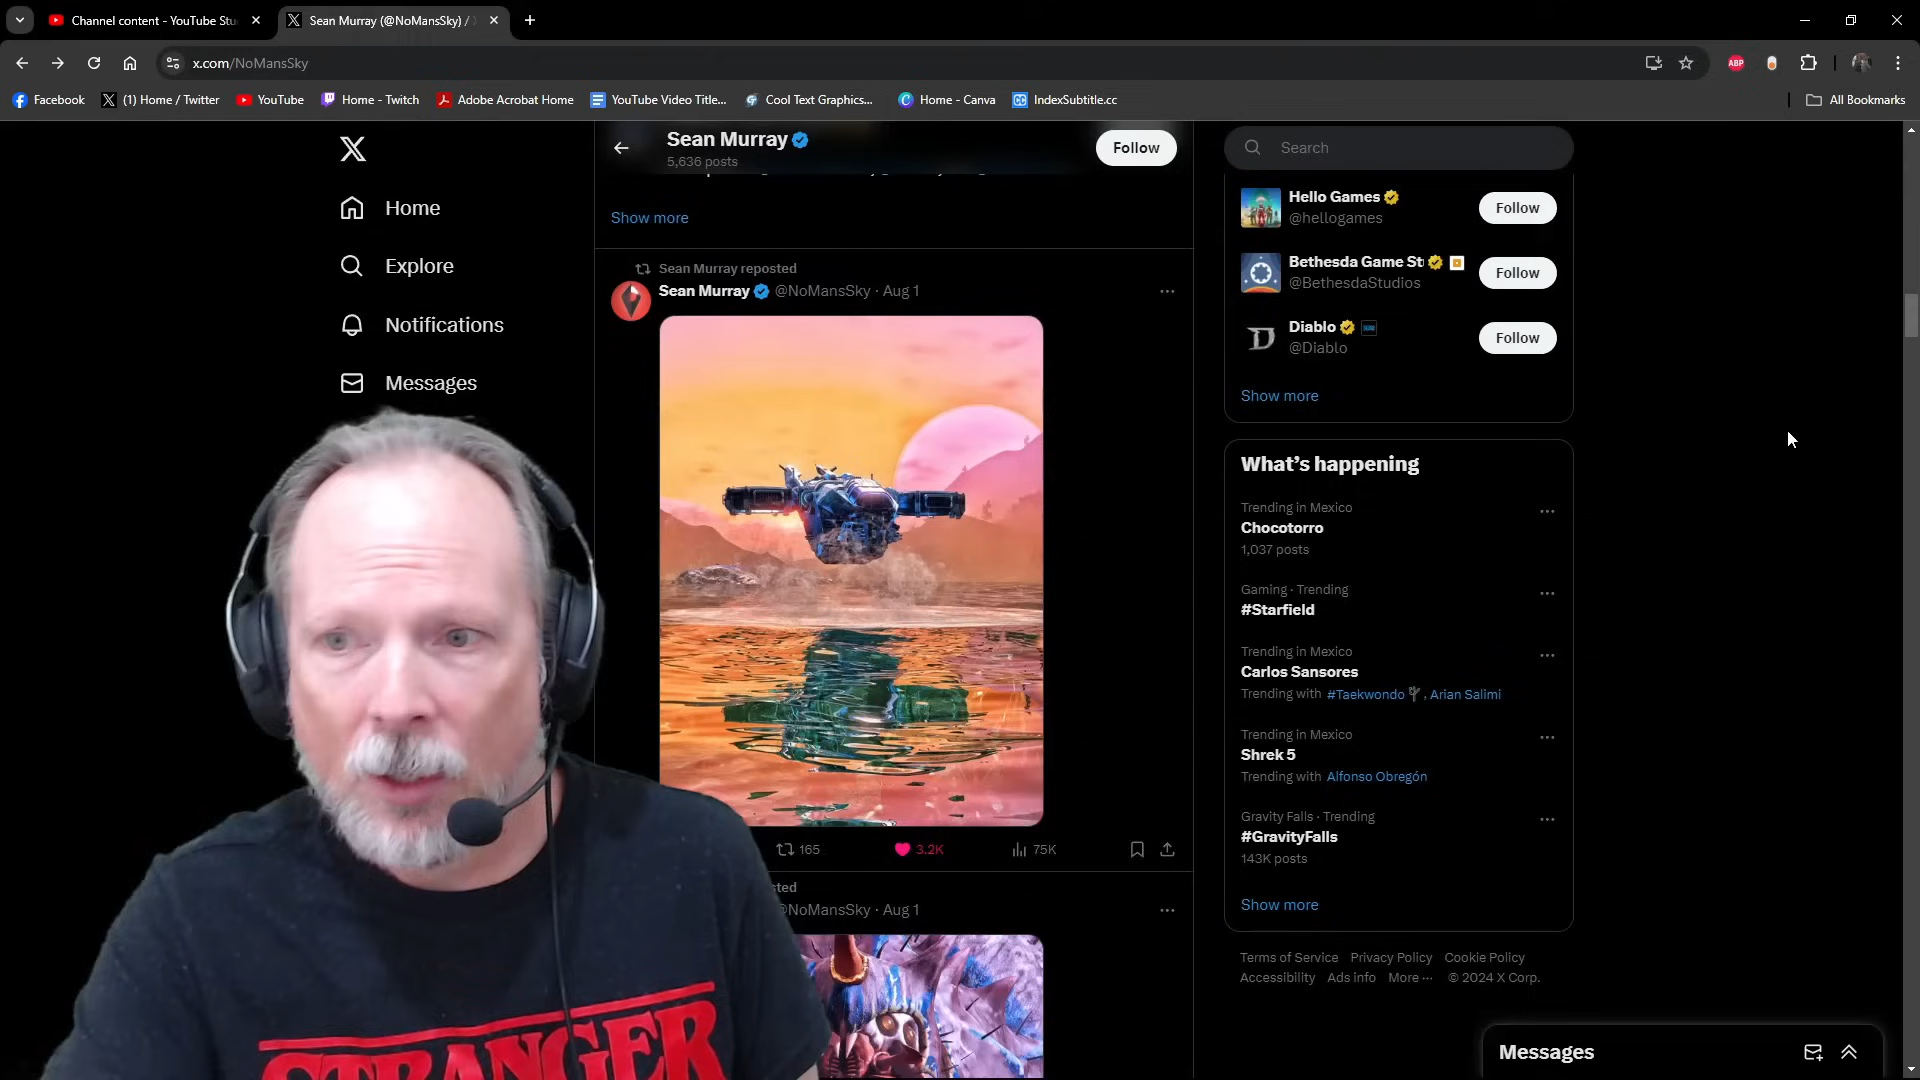 Channel content - YouTube Stu
Sean Murray (@NoMansSky) /
x.com/NoMansSky
ABP
Facebook
(1) Home / Twitter
YouTube
Home - Twitch
Adobe Acrobat Home
YouTube Video Title...
Cool Text Graphics...
Home - Canva
IndexSubtitle.cc
All Bookmarks
Sean Murray
5,636 posts
Follow
Show more
Sean Murray reposted
Sean Murray @NoMansSky · Aug 1
165
3.2K
75K
sted
@NoMansSky · Aug 1
Home
Explore
Notifications
Messages
STRANGER
Search
Hello Games
@hellogames
Follow
Bethesda Game St
@BethesdaStudios
Follow
Diablo
@Diablo
Follow
Show more
What's happening
Trending in Mexico
Chocotorro
1,037 posts
Gaming · Trending
#Starfield
Trending in Mexico
Carlos Sansores
Trending with #Taekwondo, Arian Salimi
Trending in Mexico
Shrek 5
Trending with Alfonso Obregón
Gravity Falls · Trending
#GravityFalls
143K posts
Show more
Terms of Service Privacy Policy Cookie Policy
Accessibility Ads info More ··· © 2024 X Corp.
Messages